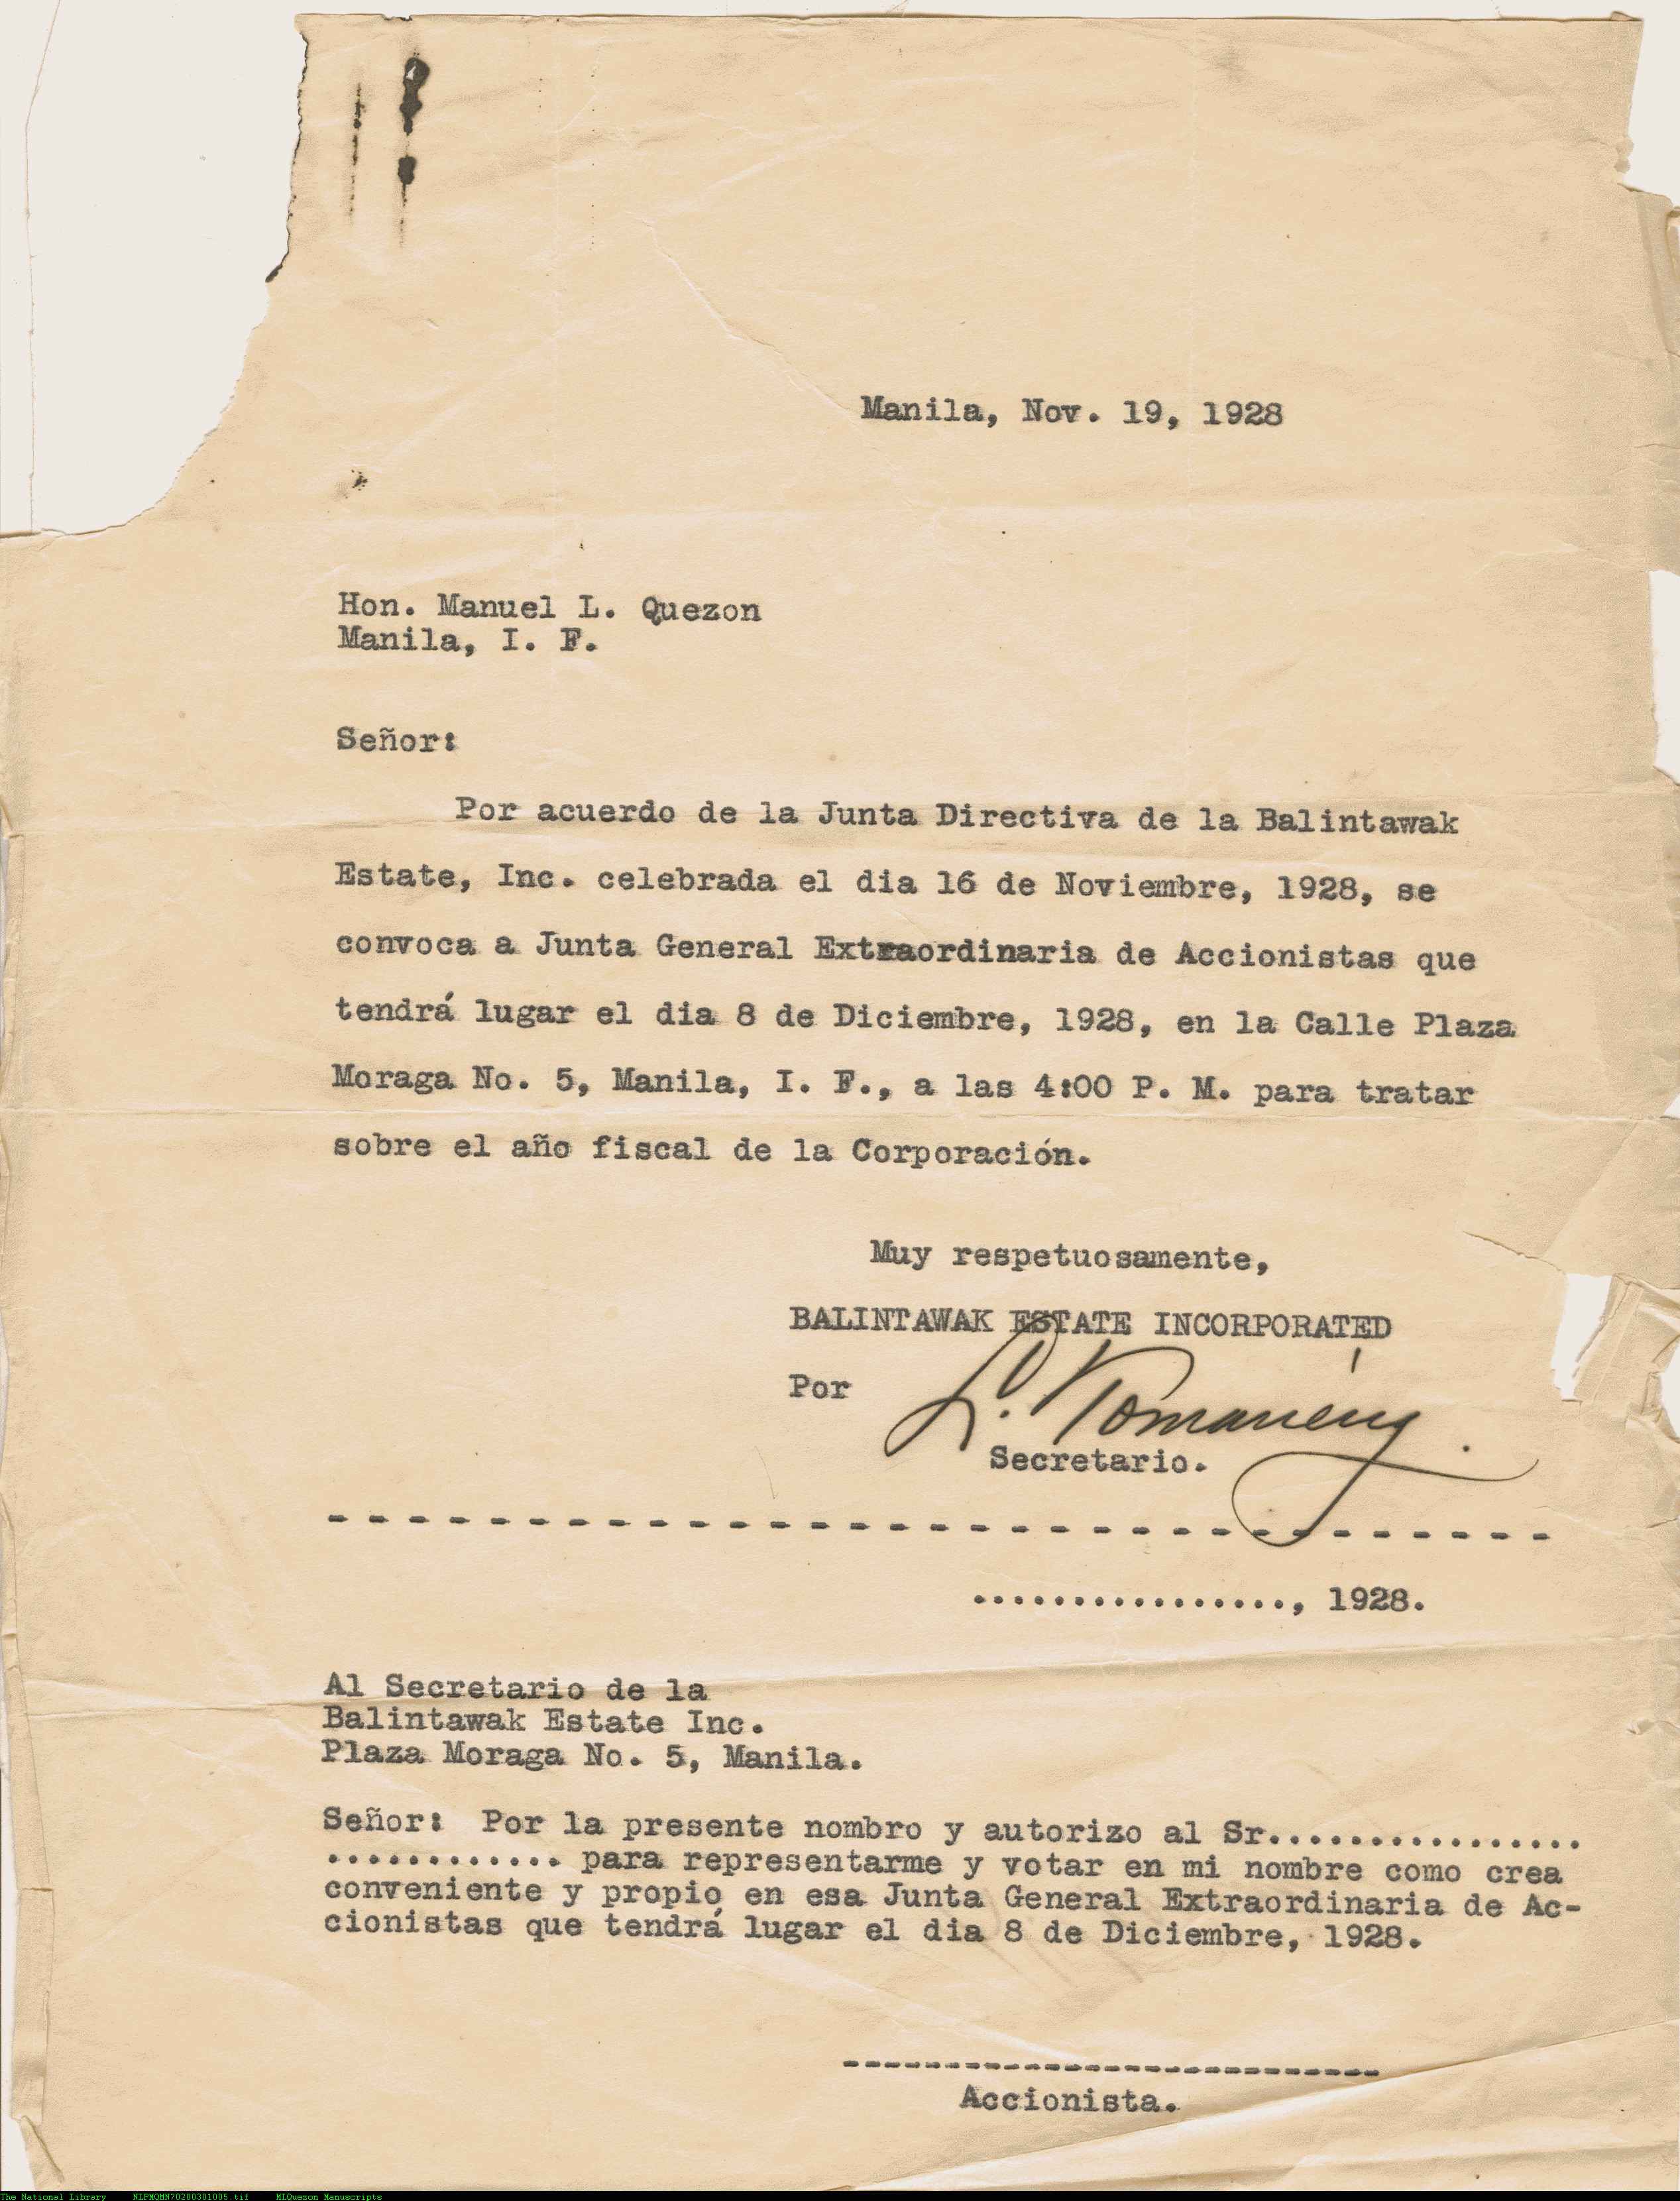 Manila, Nov. 19, 1928
Hon. Manuel L. Quezon
Manila, I. F.
Señor:
Por acuerdo de la Junta Directiva de la Balintawak
Estate, Inc. celebrada el dia 16 de Noviembre, 1928, se
convoca a Junta General Extraordinaria de Accionistas que
tendrá lugar el dia 8 de Diciembre, 1928, en la Calle Plaza
Moraga No. 5, Manila, I. F., a las 4:00 P. M. para tratar
sobre el año fiscal de la Corporación.
Muy respetuosamente,
BALINTAWAK ESTATE INCORPORATED
Por
Secretario.
- - - - - - - - - - - - - - - - - - - - - - - - - - - - - - -
................, 1928.
Al Secretario de la
Balintawak Estate Inc.
Plaza Moraga No. 5, Manila.
Señor: Por la presente nombro y autorizo al Sr................
............ para representarme y votar en mi nombre como crea
conveniente y propio en esa Junta General Extraordinaria de Ac-
cionistas que tendrá lugar el dia 8 de Diciembre, 1928.
---------------------------
Accionista.
The National Library NLPMQMN70200301005.tif MLQuezon Manuscripts